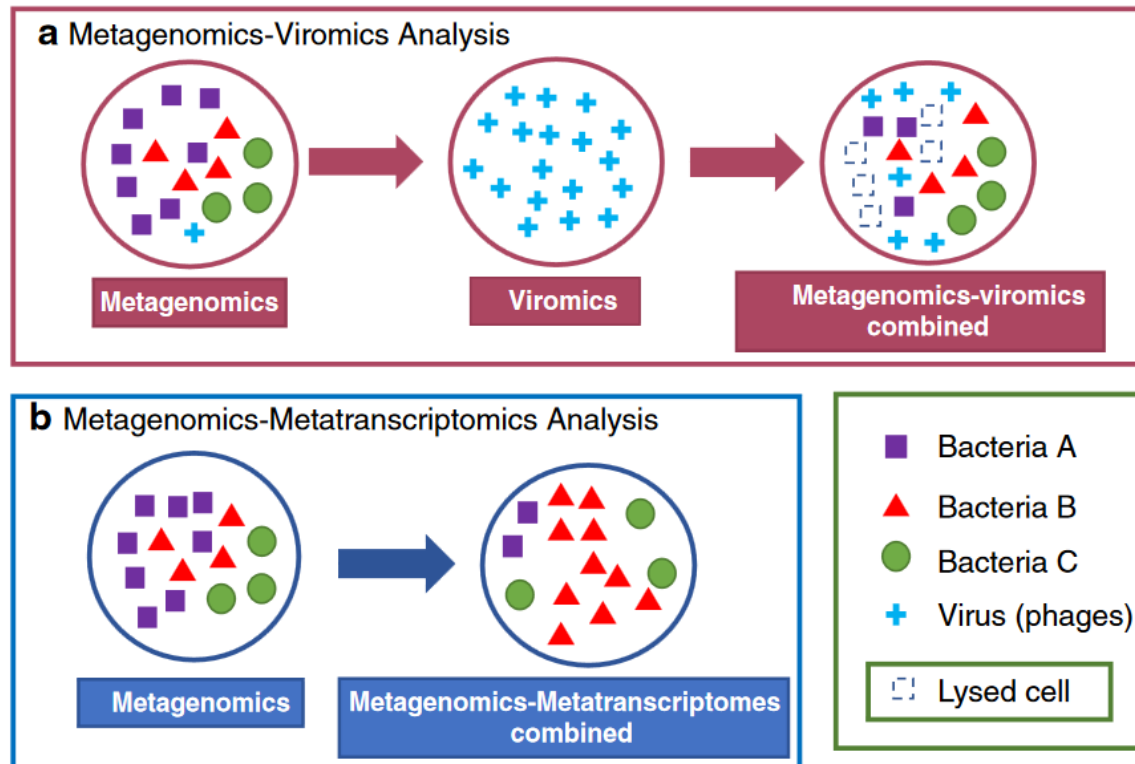 a Metagenomics-Viromics Analysis
Metagenomics
Viromics
Metagenomics-viromics
combined
b Metagenomics-Metatranscriptomics Analysis
Metagenomics
Metagenomics-Metatranscriptomes
combined
Bacteria A
Bacteria B
Bacteria C
Virus (phages)
Lysed cell